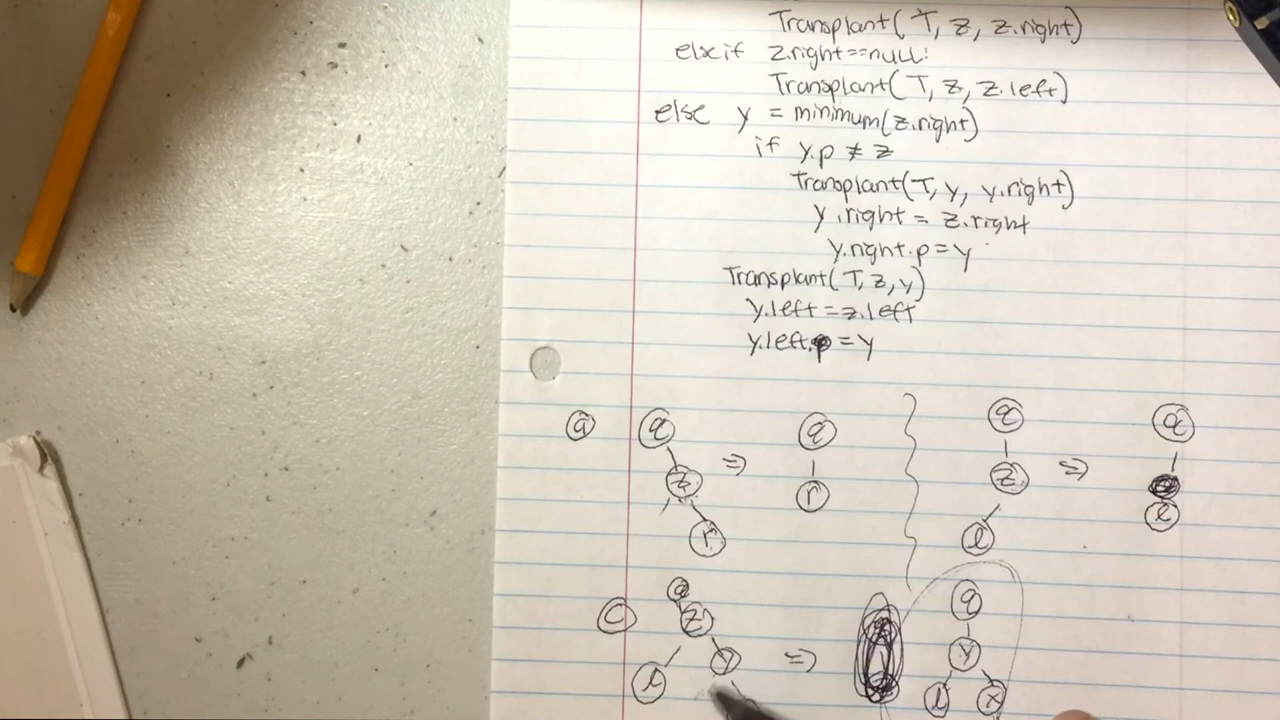 Transplant(T, z, z.right)
elseif z.right==null:
Transplant(T, z, z.left)
else y = minimum(z.right)
if y.p ≠ z
Transplant(T, y, y.right)
y.right = z.right
y.right.p=y
Transplant(T, z, y)
y.left=z.left
y.left.p=y
a q q q q
z z
r r l l
c q q
z y
l y l x